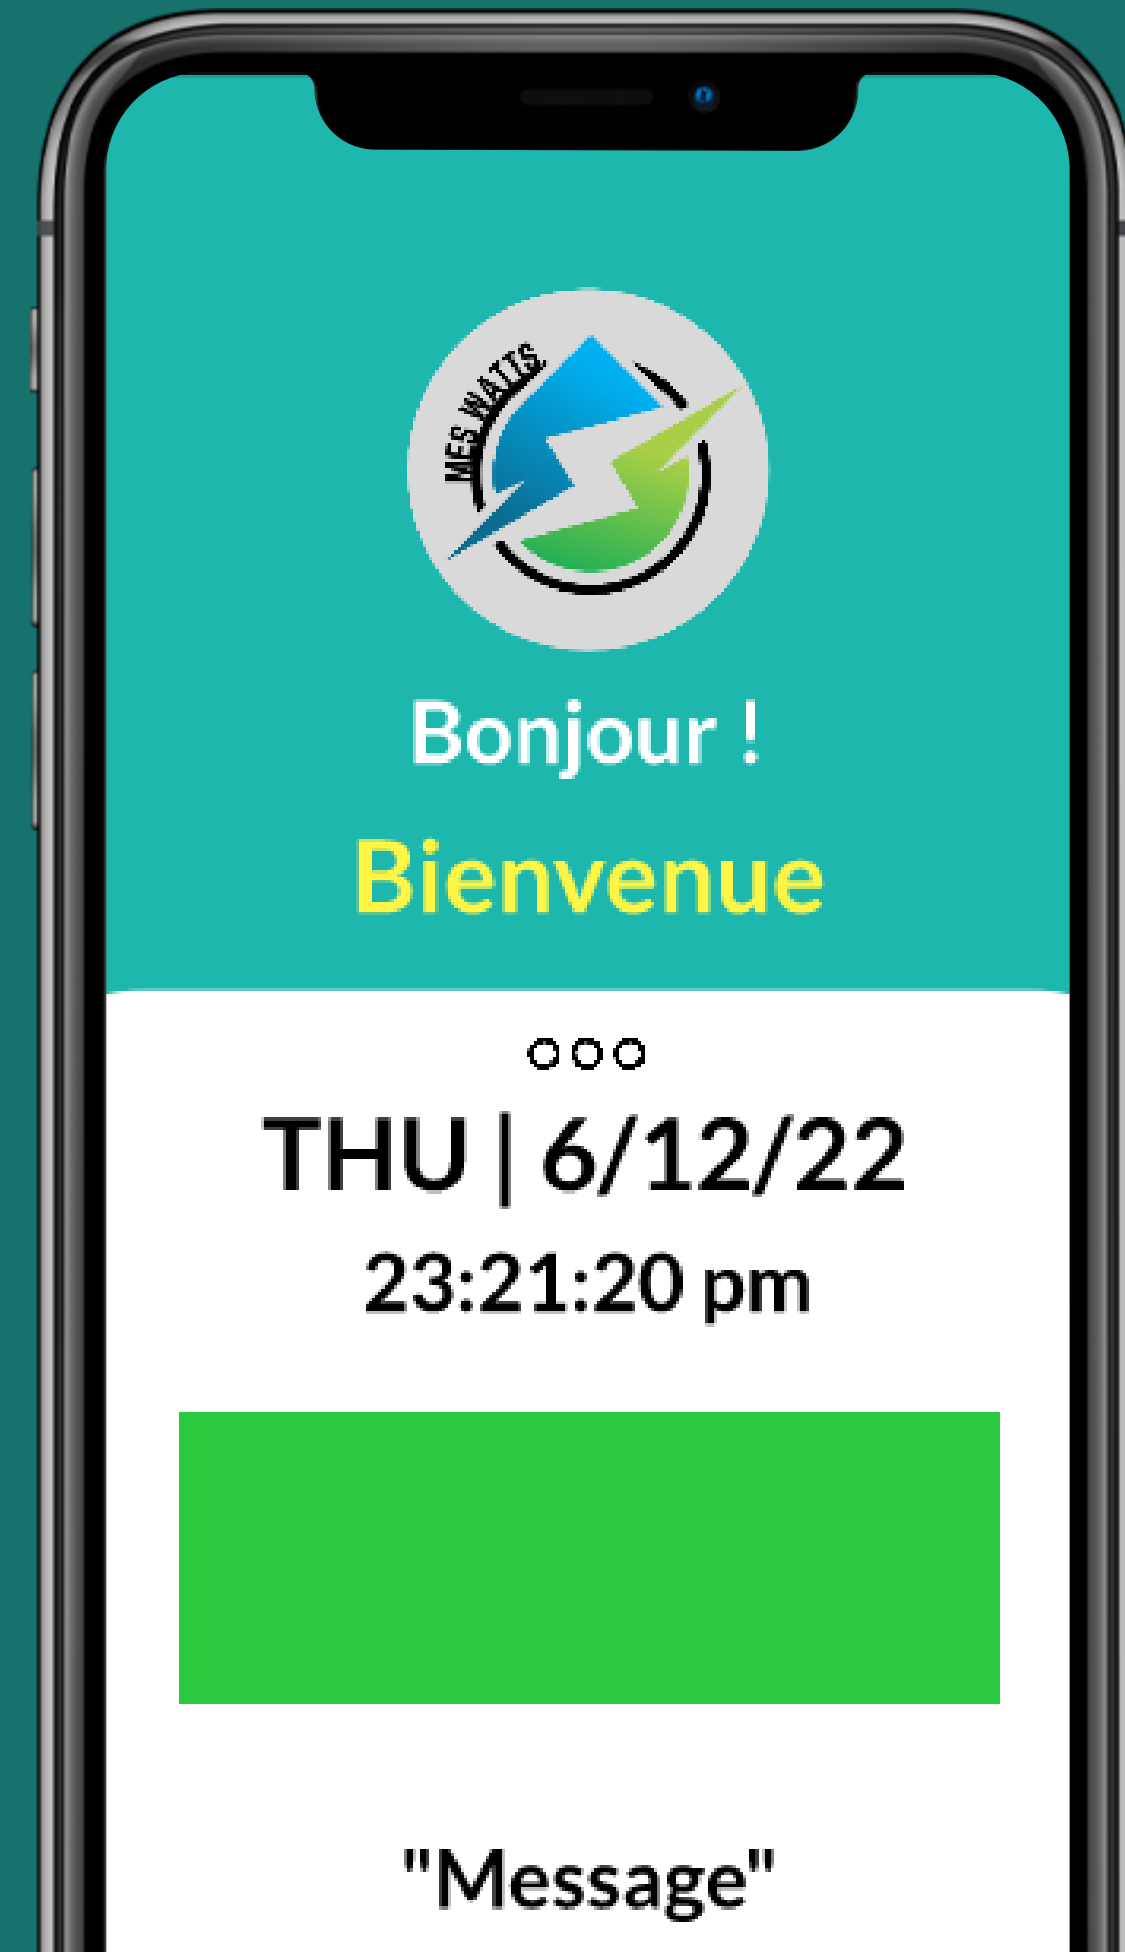 MES WATTS
Bonjour !
Bienvenue
THU | 6/12/22
23:21:20 pm
"Message"